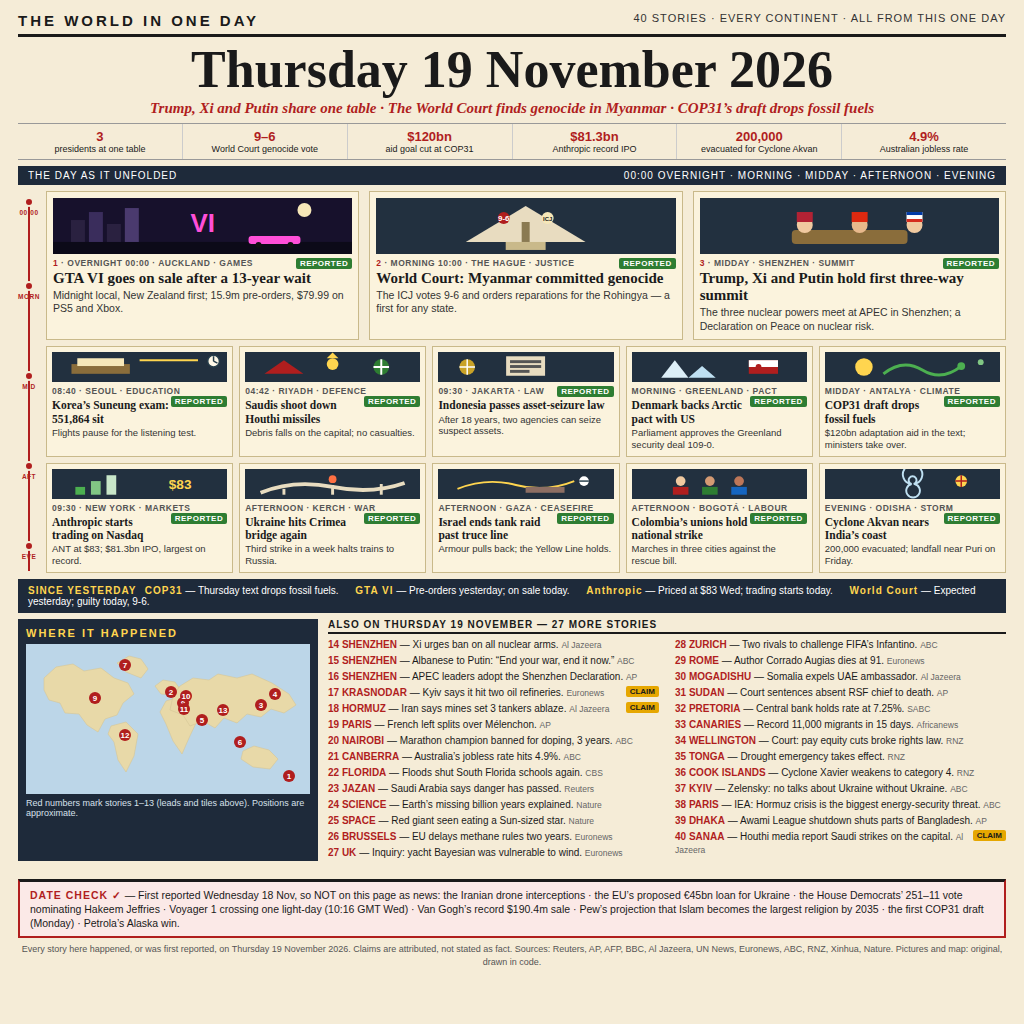 THE WORLD IN ONE DAY
40 STORIES · EVERY CONTINENT · ALL FROM THIS ONE DAY
Thursday 19 November 2026
Trump, Xi and Putin share one table · The World Court finds genocide in Myanmar · COP31's draft drops fossil fuels
3
presidents at one table
9–6
World Court genocide vote
$120bn
aid goal cut at COP31
$81.3bn
Anthropic record IPO
200,000
evacuated for Cyclone Akvan
4.9%
Australian jobless rate
THE DAY AS IT UNFOLDED
00:00 OVERNIGHT · MORNING · MIDDAY · AFTERNOON · EVENING
00:00
MORN
MID
AFT
EVE
VI
1 · OVERNIGHT 00:00 · AUCKLAND · GAMES
REPORTED
GTA VI goes on sale after a 13-year wait
Midnight local, New Zealand first; 15.9m pre-orders, $79.99 on
PS5 and Xbox.
9-6
ICJ
2 · MORNING 10:00 · THE HAGUE · JUSTICE
REPORTED
World Court: Myanmar committed genocide
The ICJ votes 9-6 and orders reparations for the Rohingya — a
first for any state.
3 · MIDDAY · SHENZHEN · SUMMIT
REPORTED
Trump, Xi and Putin hold first three-way
summit
The three nuclear powers meet at APEC in Shenzhen; a
Declaration on Peace on nuclear risk.
08:40 · SEOUL · EDUCATION
REPORTED
Korea's Suneung exam:
551,864 sit
Flights pause for the listening test.
04:42 · RIYADH · DEFENCE
REPORTED
Saudis shoot down
Houthi missiles
Debris falls on the capital; no casualties.
09:30 · JAKARTA · LAW
REPORTED
Indonesia passes asset-seizure law
After 18 years, two agencies can seize
suspect assets.
MORNING · GREENLAND · PACT
REPORTED
Denmark backs Arctic
pact with US
Parliament approves the Greenland
security deal 109-0.
MIDDAY · ANTALYA · CLIMATE
REPORTED
COP31 draft drops
fossil fuels
$120bn adaptation aid in the text;
ministers take over.
$83
09:30 · NEW YORK · MARKETS
REPORTED
Anthropic starts
trading on Nasdaq
ANT at $83; $81.3bn IPO, largest on
record.
AFTERNOON · KERCH · WAR
REPORTED
Ukraine hits Crimea
bridge again
Third strike in a week halts trains to
Russia.
AFTERNOON · GAZA · CEASEFIRE
REPORTED
Israel ends tank raid
past truce line
Armour pulls back; the Yellow Line holds.
AFTERNOON · BOGOTÁ · LABOUR
REPORTED
Colombia's unions hold
national strike
Marches in three cities against the
rescue bill.
EVENING · ODISHA · STORM
REPORTED
Cyclone Akvan nears
India's coast
200,000 evacuated; landfall near Puri on
Friday.
SINCE YESTERDAY COP31 — Thursday text drops fossil fuels. GTA VI — Pre-orders yesterday; on sale today. Anthropic — Priced at $83 Wed; trading starts today. World Court — Expected
yesterday; guilty today, 9-6.
WHERE IT HAPPENED
7
9
2
10
11
5
13
3
4
12
6
1
Red numbers mark stories 1–13 (leads and tiles above). Positions are
approximate.
ALSO ON THURSDAY 19 NOVEMBER — 27 MORE STORIES
14 SHENZHEN — Xi urges ban on all nuclear arms. Al Jazeera
15 SHENZHEN — Albanese to Putin: "End your war, end it now." ABC
16 SHENZHEN — APEC leaders adopt the Shenzhen Declaration. AP
17 KRASNODAR — Kyiv says it hit two oil refineries. Euronews CLAIM
18 HORMUZ — Iran says mines set 3 tankers ablaze. Al Jazeera CLAIM
19 PARIS — French left splits over Mélenchon. AP
20 NAIROBI — Marathon champion banned for doping, 3 years. ABC
21 CANBERRA — Australia's jobless rate hits 4.9%. ABC
22 FLORIDA — Floods shut South Florida schools again. CBS
23 JAZAN — Saudi Arabia says danger has passed. Reuters
24 SCIENCE — Earth's missing billion years explained. Nature
25 SPACE — Red giant seen eating a Sun-sized star. Nature
26 BRUSSELS — EU delays methane rules two years. Euronews
27 UK — Inquiry: yacht Bayesian was vulnerable to wind. Euronews
28 ZURICH — Two rivals to challenge FIFA's Infantino. ABC
29 ROME — Author Corrado Augias dies at 91. Euronews
30 MOGADISHU — Somalia expels UAE ambassador. Al Jazeera
31 SUDAN — Court sentences absent RSF chief to death. AP
32 PRETORIA — Central bank holds rate at 7.25%. SABC
33 CANARIES — Record 11,000 migrants in 15 days. Africanews
34 WELLINGTON — Court: pay equity cuts broke rights law. RNZ
35 TONGA — Drought emergency takes effect. RNZ
36 COOK ISLANDS — Cyclone Xavier weakens to category 4. RNZ
37 KYIV — Zelensky: no talks about Ukraine without Ukraine. ABC
38 PARIS — IEA: Hormuz crisis is the biggest energy-security threat. ABC
39 DHAKA — Awami League shutdown shuts parts of Bangladesh. AP
40 SANAA — Houthi media report Saudi strikes on the capital. Al CLAIM
Jazeera
DATE CHECK ✓ — First reported Wednesday 18 Nov, so NOT on this page as news: the Iranian drone interceptions · the EU's proposed €45bn loan for Ukraine · the House Democrats' 251–11 vote
nominating Hakeem Jeffries · Voyager 1 crossing one light-day (10:16 GMT Wed) · Van Gogh's record $190.4m sale · Pew's projection that Islam becomes the largest religion by 2035 · the first COP31 draft
(Monday) · Petrola's Alaska win.
Every story here happened, or was first reported, on Thursday 19 November 2026. Claims are attributed, not stated as fact. Sources: Reuters, AP, AFP, BBC, Al Jazeera, UN News, Euronews, ABC, RNZ, Xinhua, Nature. Pictures and map: original,
drawn in code.